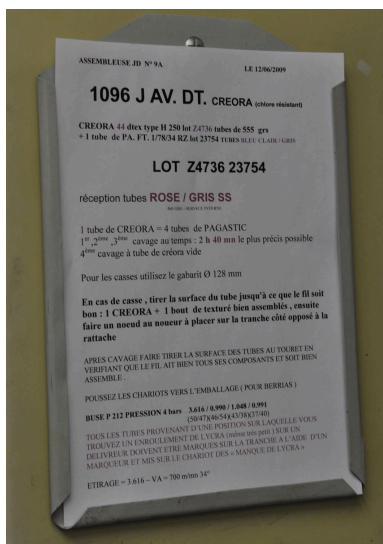 ASSEMBLEUSE JD N° 9A
LE 12/06/2009
1096 J AV. DT. CREORA (chlore résistant)
CREORA 44 dtex type H 250 lot Z4736 tubes de 555 grs
+ 1 tube de PA. FT. 1/78/34 RZ lot 23754 TUBES BLEU CLAIR / GRIS
LOT Z4736 23754
réception tubes ROSE / GRIS SS
1 tube de CREORA = 4 tubes de PAGASTIC
1er ,2ème ,3ème cavage au temps : 2 h 40 mn le plus précis possible
4ème cavage à tube de créora vide
Pour les casses utilisez le gabarit Ø 128 mm
En cas de casse , tirer la surface du tube jusqu'à ce que le fil soit
bon : 1 CREORA + 1 bout de texturé bien assemblés , ensuite
faire un noeud au noueur à placer sur la tranche côté opposé à la
rattache
APRES CAVAGE FAIRE TIRER LA SURFACE DES TUBES AU TOURET EN
VERIFIANT QUE LE FIL AIT BIEN TOUS SES COMPOSANTS ET SOIT BIEN
ASSEMBLE .
POUSSEZ LES CHARIOTS VERS L'EMBALLAGE ( POUR BERRIAS )
BUSE P 212 PRESSION 4 bars 3.616 / 0.990 / 1.048 / 0.991
(50/47)(46/54)(43/38)(37/40)
TOUS LES TUBES PROVENANT D'UNE POSITION SUR LAQUELLE VOUS
TROUVEZ UN ENROULEMENT DE LYCRA (même très petit ) SUR UN
DELIVREUR DOIVENT ETRE MARQUES SUR LA TRANCHE A L'AIDE D'UN
MARQUEUR ET MIS SUR LE CHARIOT DES « MANQUE DE LYCRA »
ETIRAGE = 3.616 – VA = 700 m/mn 34°